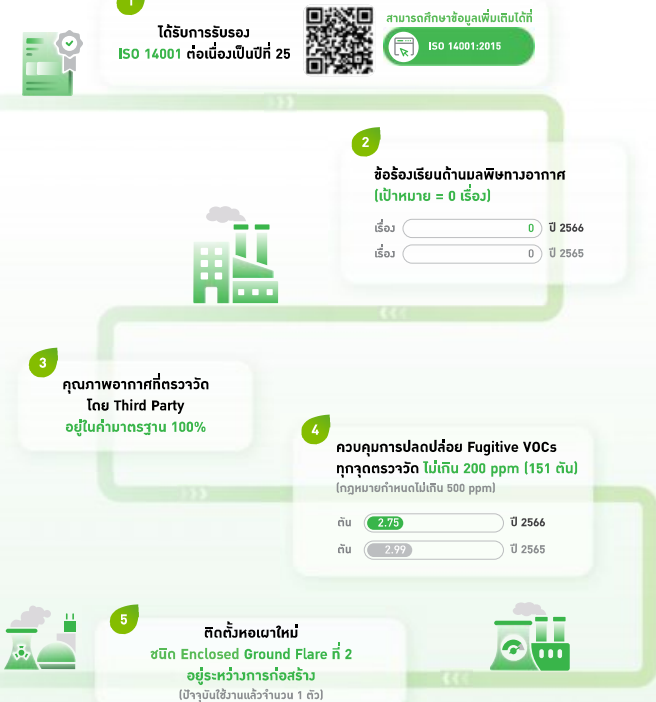 1
ได้รับการรับรอง
ISO 14001 ต่อเนื่องเป็นปีที่ 25
สามารถศึกษาข้อมูลเพิ่มเติมได้ที่
ISO 14001:2015
2
ข้อร้องเรียนด้านมลพิษทางอากาศ
(เป้าหมาย = 0 เรื่อง)
เรื่อง 0 ปี 2566
เรื่อง 0 ปี 2565
3
คุณภาพอากาศที่ตรวจวัด
โดย Third Party
อยู่ในค่ามาตรฐาน 100%
4
ควบคุมการปลดปล่อย Fugitive VOCs
ทุกจุดตรวจวัด ไม่เกิน 200 ppm (151 ตัน)
(กฎหมายกำหนดไม่เกิน 500 ppm)
ตัน 2.75 ปี 2566
ตัน 2.99 ปี 2565
5
ติดตั้งหอเผาใหม่
ชนิด Enclosed Ground Flare ที่ 2
อยู่ระหว่างการก่อสร้าง
(ปัจจุบันใช้งานแล้วจำนวน 1 ตัว)